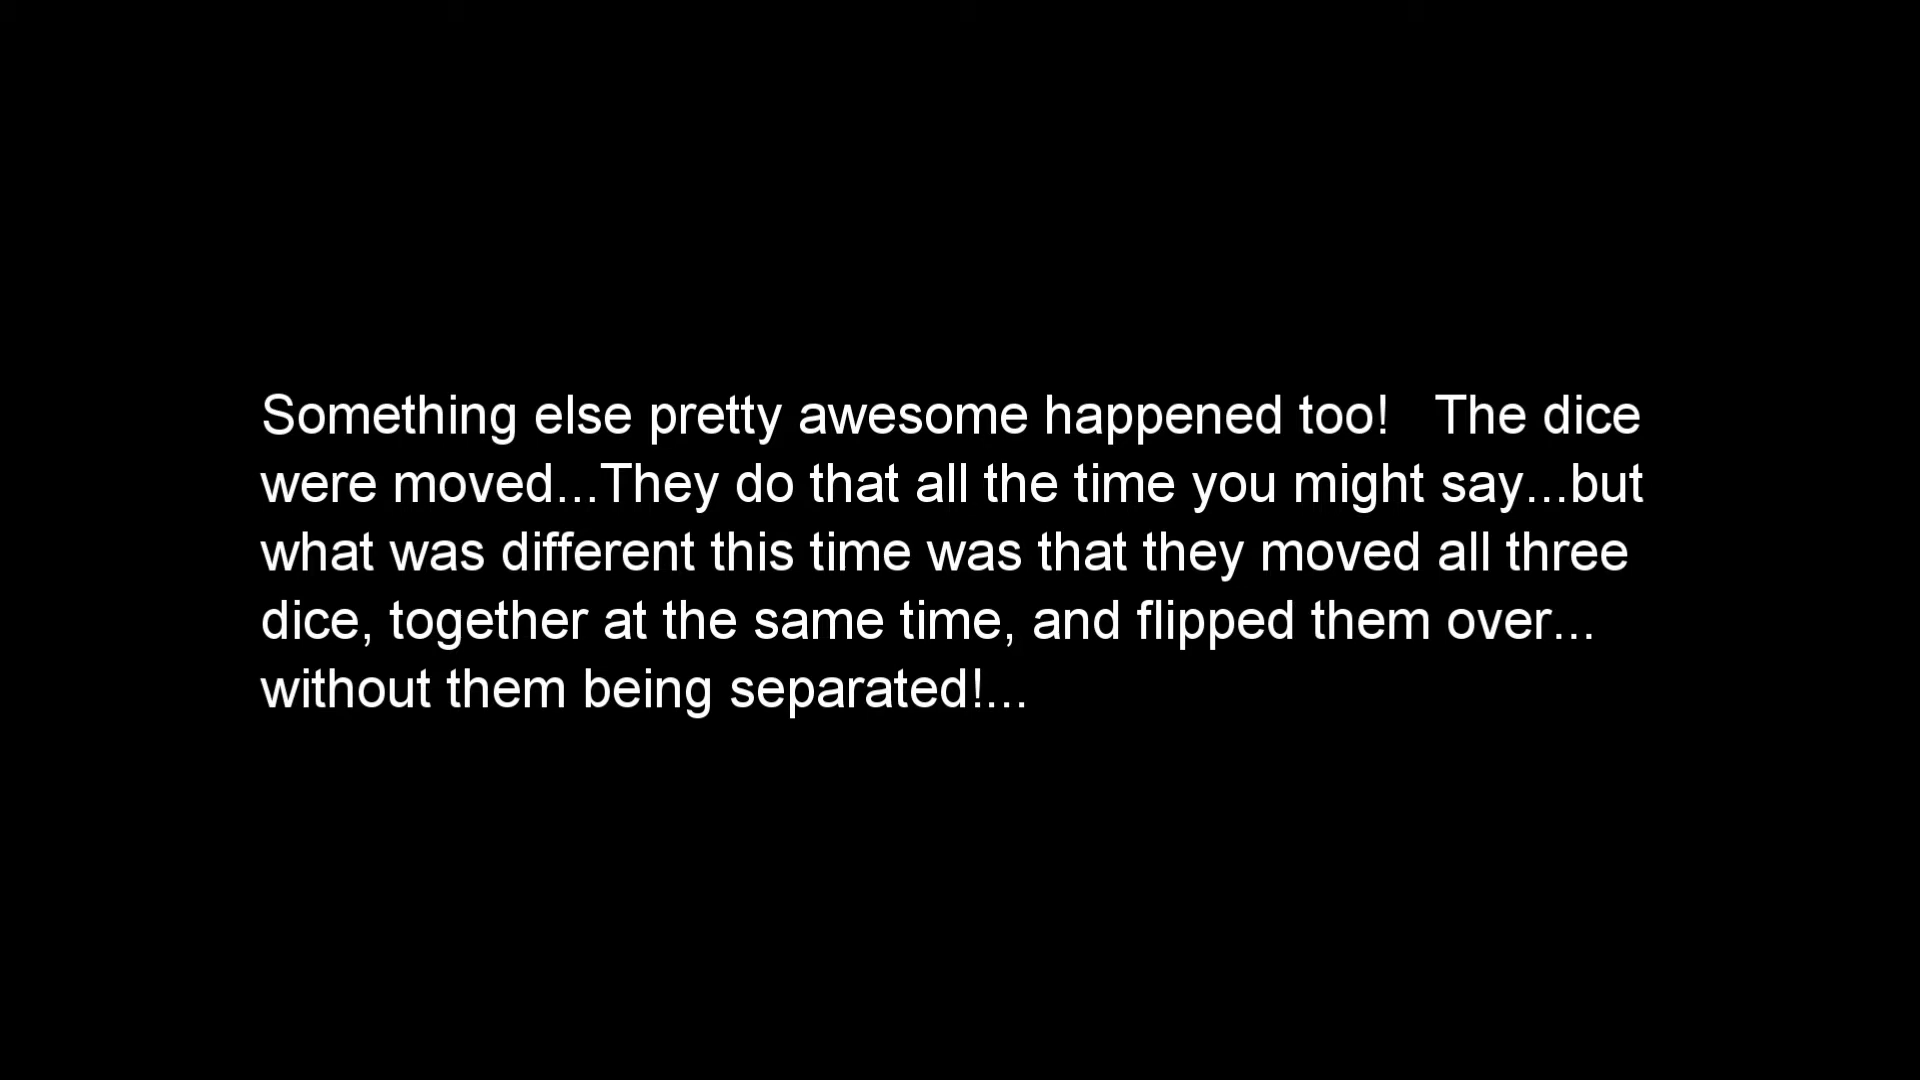 Something else pretty awesome happened too!   The dice
were moved...They do that all the time you might say...but
what was different this time was that they moved all three
dice, together at the same time, and flipped them over...
without them being separated!...